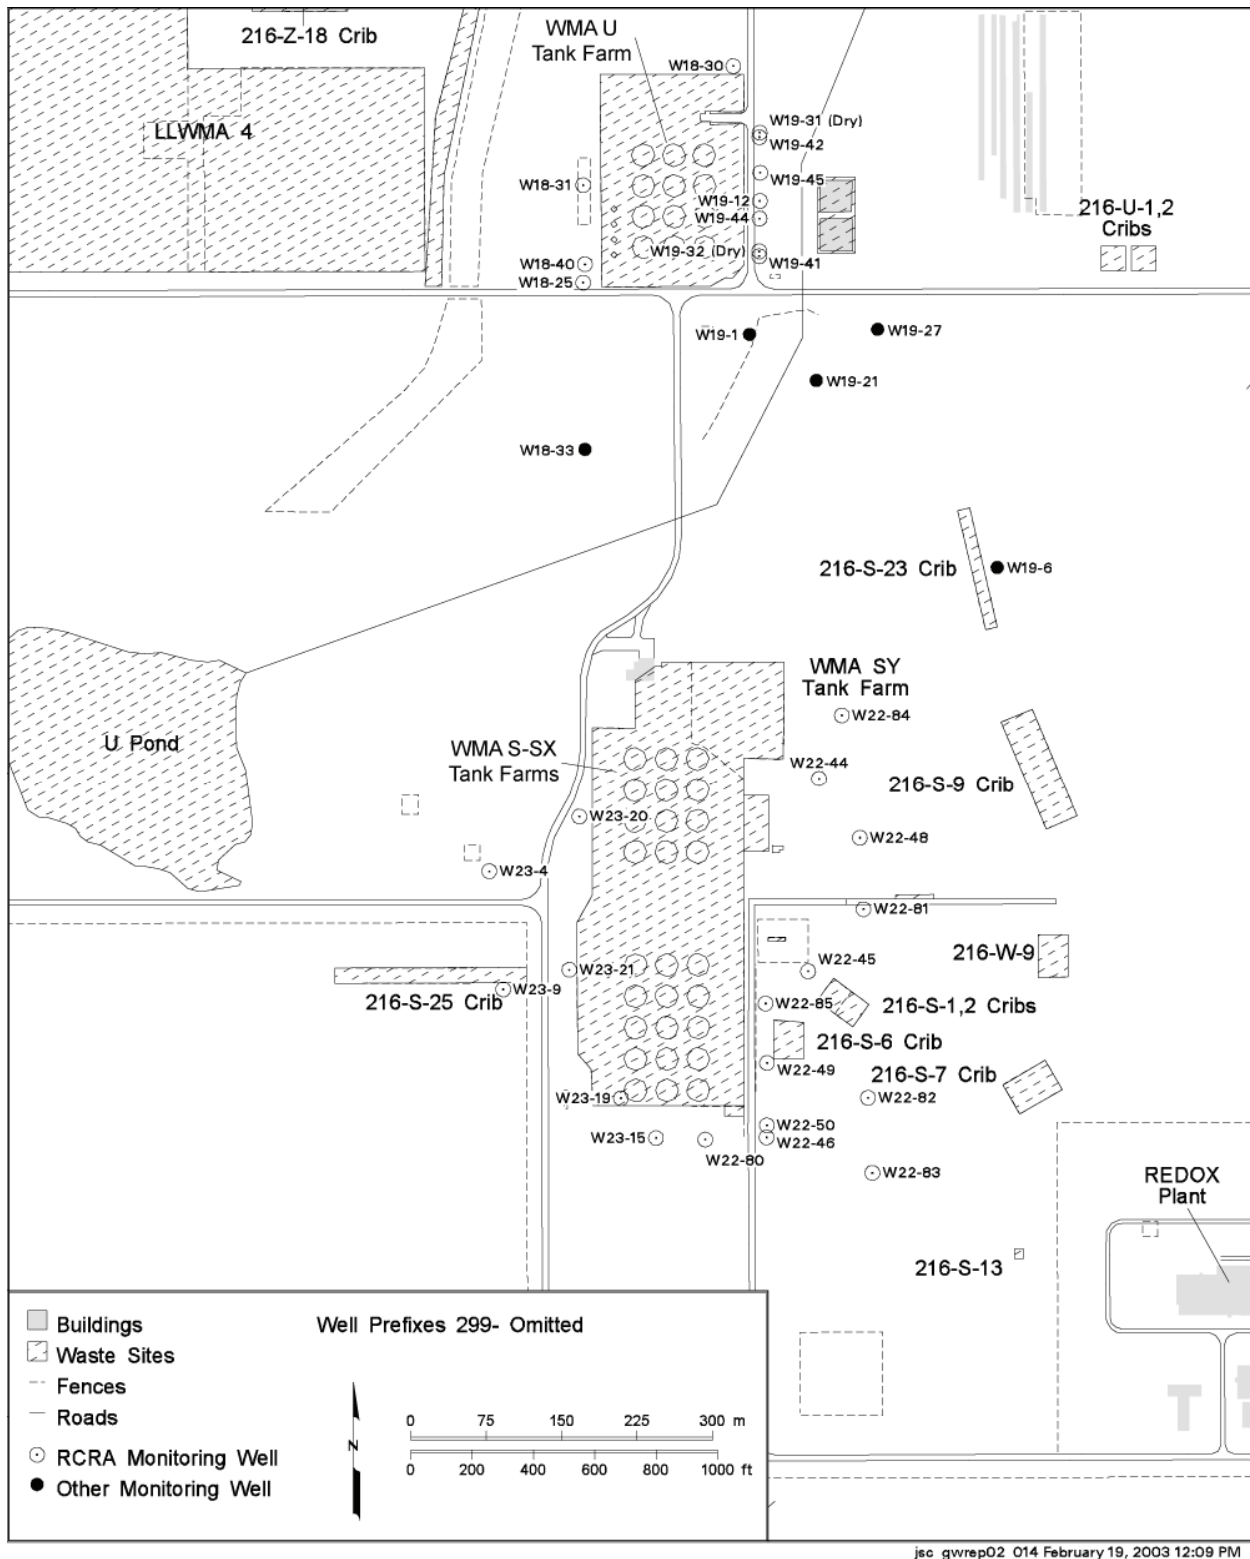 216-Z-18 Crib
WMA U
Tank Farm
W18-30
W19-31 (Dry)
W19-42
LLWMA 4
W18-31
W19-45
W19-12
W19-44
216-U-1,2
Cribs
W19-32 (Dry)
W19-41
W18-40
W18-25
W19-1
W19-27
W19-21
W18-33
216-S-23 Crib
W19-6
WMA SY
Tank Farm
W22-84
U Pond
WMA S-SX
Tank Farms
W22-44
216-S-9 Crib
W23-20
W22-48
W23-4
W22-81
216-W-9
W23-21
W22-45
W23-9
216-S-25 Crib
W22-85
216-S-1,2 Cribs
216-S-6 Crib
W22-49
216-S-7 Crib
W23-19
W22-82
W22-50
W23-15
W22-46
W22-80
W22-83
REDOX
Plant
216-S-13
Buildings
Well Prefixes 299- Omitted
Waste Sites
Fences
Roads
RCRA Monitoring Well
Other Monitoring Well
N
0 75 150 225 300 m
0 200 400 600 800 1000 ft
jsc_gwrep02_014 February 19, 2003 12:09 PM